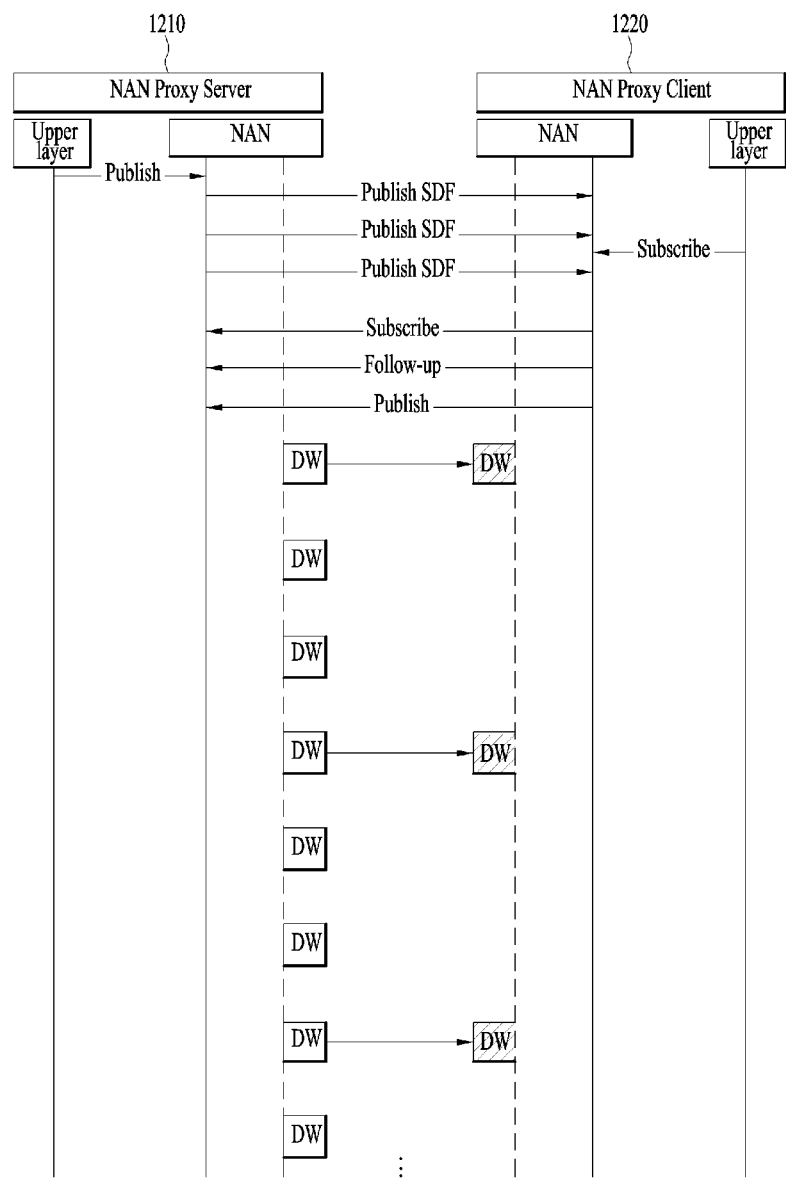 1210
1220
NAN Proxy Server
NAN Proxy Client
Upper
layer
NAN
NAN
Upper
layer
Publish
Publish SDF
Publish SDF
Subscribe
Publish SDF
Subscribe
Follow-up
Publish
DW
DW
DW
DW
DW
DW
DW
DW
DW
DW
DW